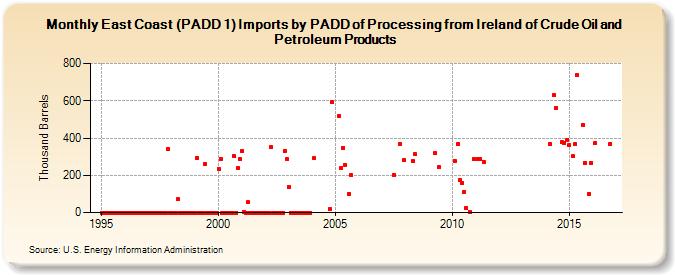 Monthly East Coast (PADD 1) Imports by PADD of Processing from Ireland of Crude Oil and
Petroleum Products
Thousand Barrels
800
600
400
200
0
1995 2000 2005 2010 2015
Source: U.S. Energy Information Administration